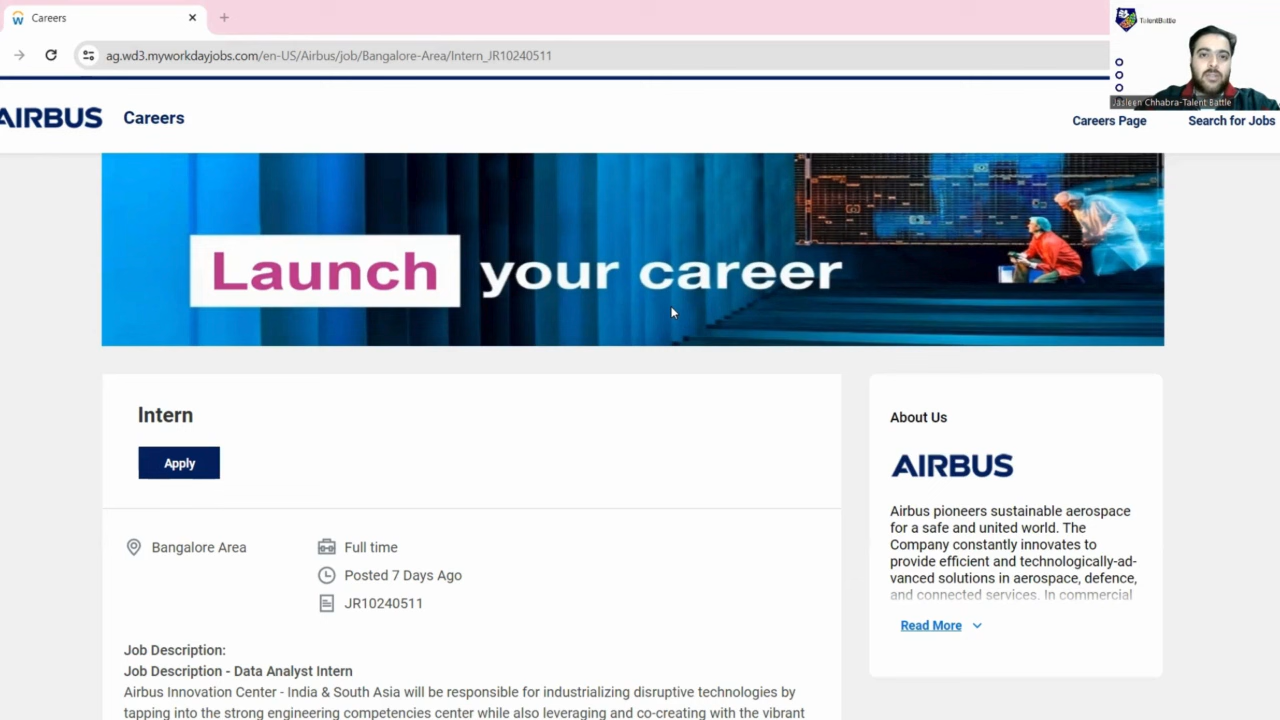 Careers
TalentBattle
ag.wd3.myworkdayjobs.com/en-US/Airbus/job/Bangalore-Area/Intern_JR10240511
Jasleen Chhabra-Talent Battle
AIRBUS
Careers
Careers Page
Search for Jobs
Launch your career
Intern
Apply
Bangalore Area
Full time
Posted 7 Days Ago
JR10240511
Job Description:
Job Description - Data Analyst Intern
Airbus Innovation Center - India & South Asia will be responsible for industrializing disruptive technologies by
tapping into the strong engineering competencies center while also leveraging and co-creating with the vibrant
About Us
AIRBUS
Airbus pioneers sustainable aerospace
for a safe and united world. The
Company constantly innovates to
provide efficient and technologically-ad-
vanced solutions in aerospace, defence,
and connected services. In commercial
Read More